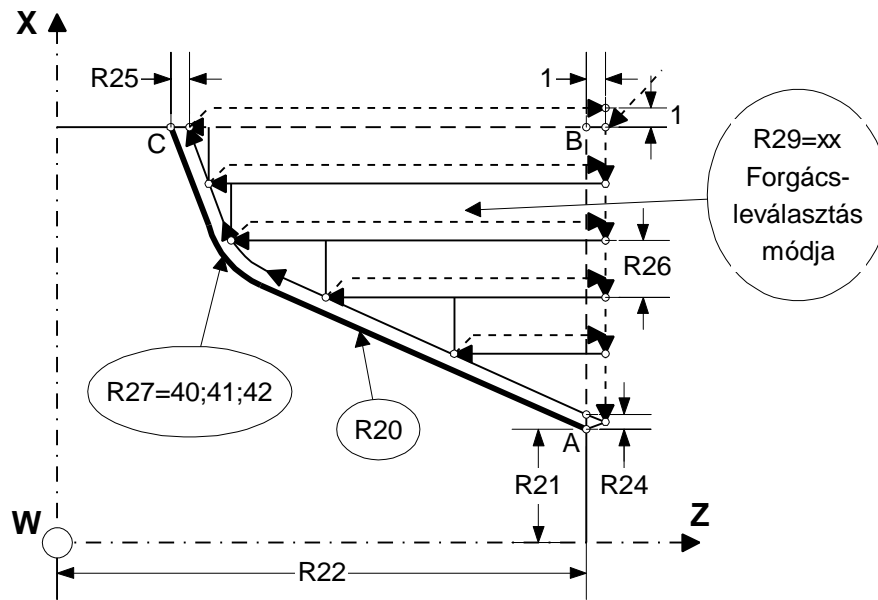 X
R25
1
1
C
B
R29=xx
Forgács-
leválasztás
módja
R26
R27=40;41;42
R20
A
R21
R24
W
Z
R22